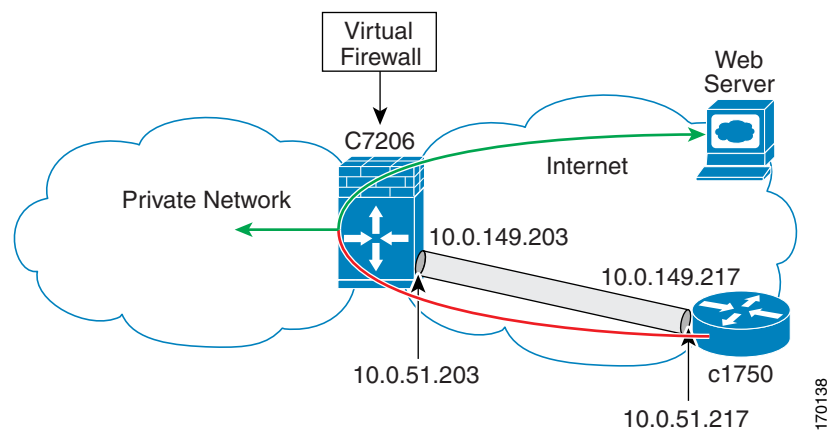 Virtual
Firewall
Web
Server
C7206
Internet
Private Network
10.0.149.203
10.0.149.217
10.0.51.203
c1750
10.0.51.217
170138